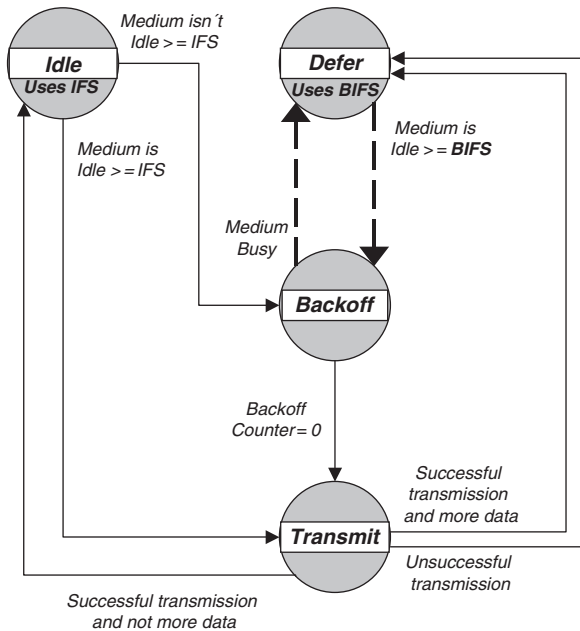 Medium isn´t
Idle >= IFS
Idle
Uses IFS
Defer
Uses BIFS
Medium is
Idle >= IFS
Medium is
Idle >= BIFS
Medium
Busy
Backoff
Backoff
Counter = 0
Successful
transmission
and more data
Transmit
Unsuccessful
transmission
Successful transmission
and not more data